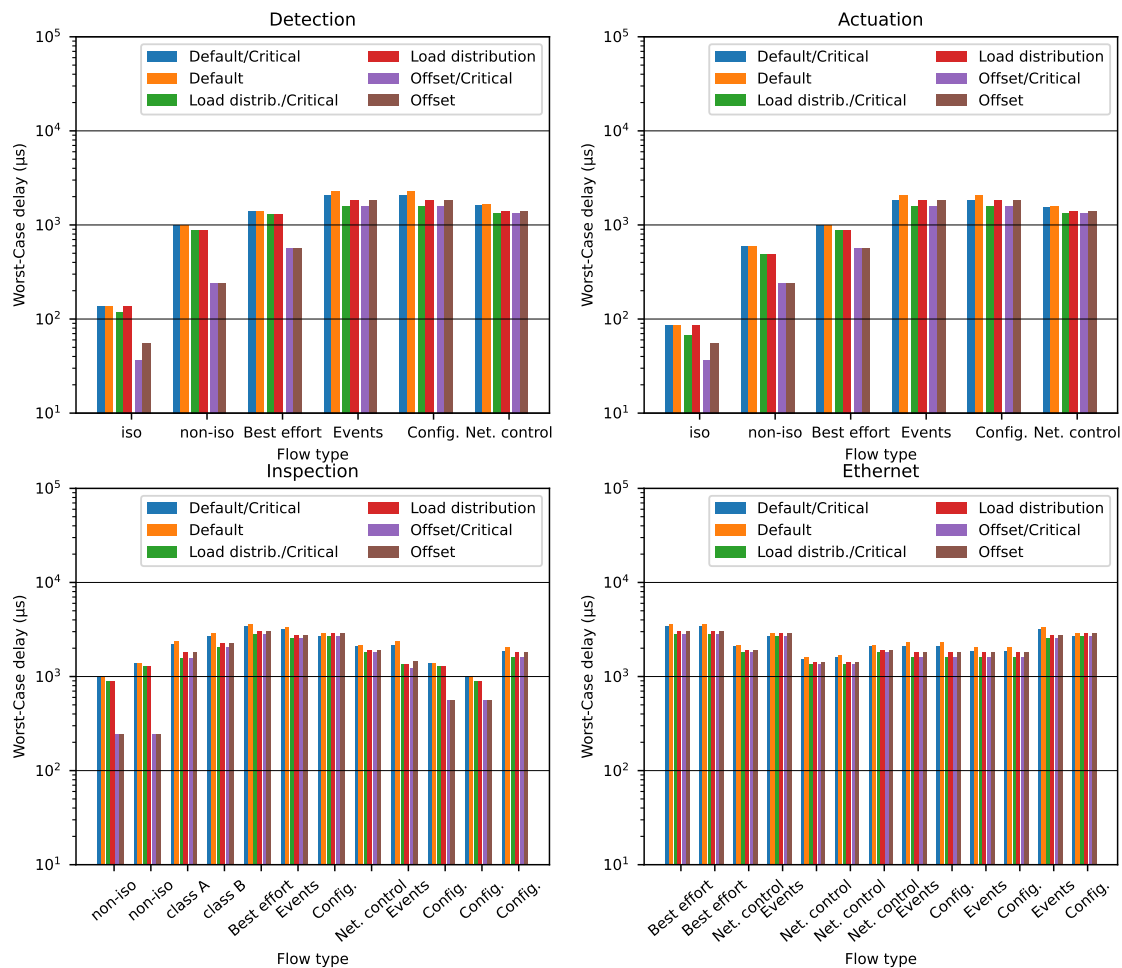 Detection
Worst-Case delay (µs)
10^5
10^4
10^3
10^2
10^1
Default/Critical
Default
Load distrib./Critical
Load distribution
Offset/Critical
Offset
iso
non-iso
Best effort
Events
Config.
Net. control
Flow type
Actuation
Worst-Case delay (µs)
10^5
10^4
10^3
10^2
10^1
Default/Critical
Default
Load distrib./Critical
Load distribution
Offset/Critical
Offset
iso
non-iso
Best effort
Events
Config.
Net. control
Flow type
Inspection
Worst-Case delay (µs)
10^5
10^4
10^3
10^2
10^1
Default/Critical
Default
Load distrib./Critical
Load distribution
Offset/Critical
Offset
non-iso
non-iso
class A
class B
Best effort
Events
Config.
Net. control
Events
Config.
Config.
Config.
Flow type
Ethernet
Worst-Case delay (µs)
10^5
10^4
10^3
10^2
10^1
Default/Critical
Default
Load distrib./Critical
Load distribution
Offset/Critical
Offset
Best effort
Best effort
Net. control
Events
Net. control
Net. control
Net. control
Events
Config.
Events
Config.
Events
Config.
Flow type